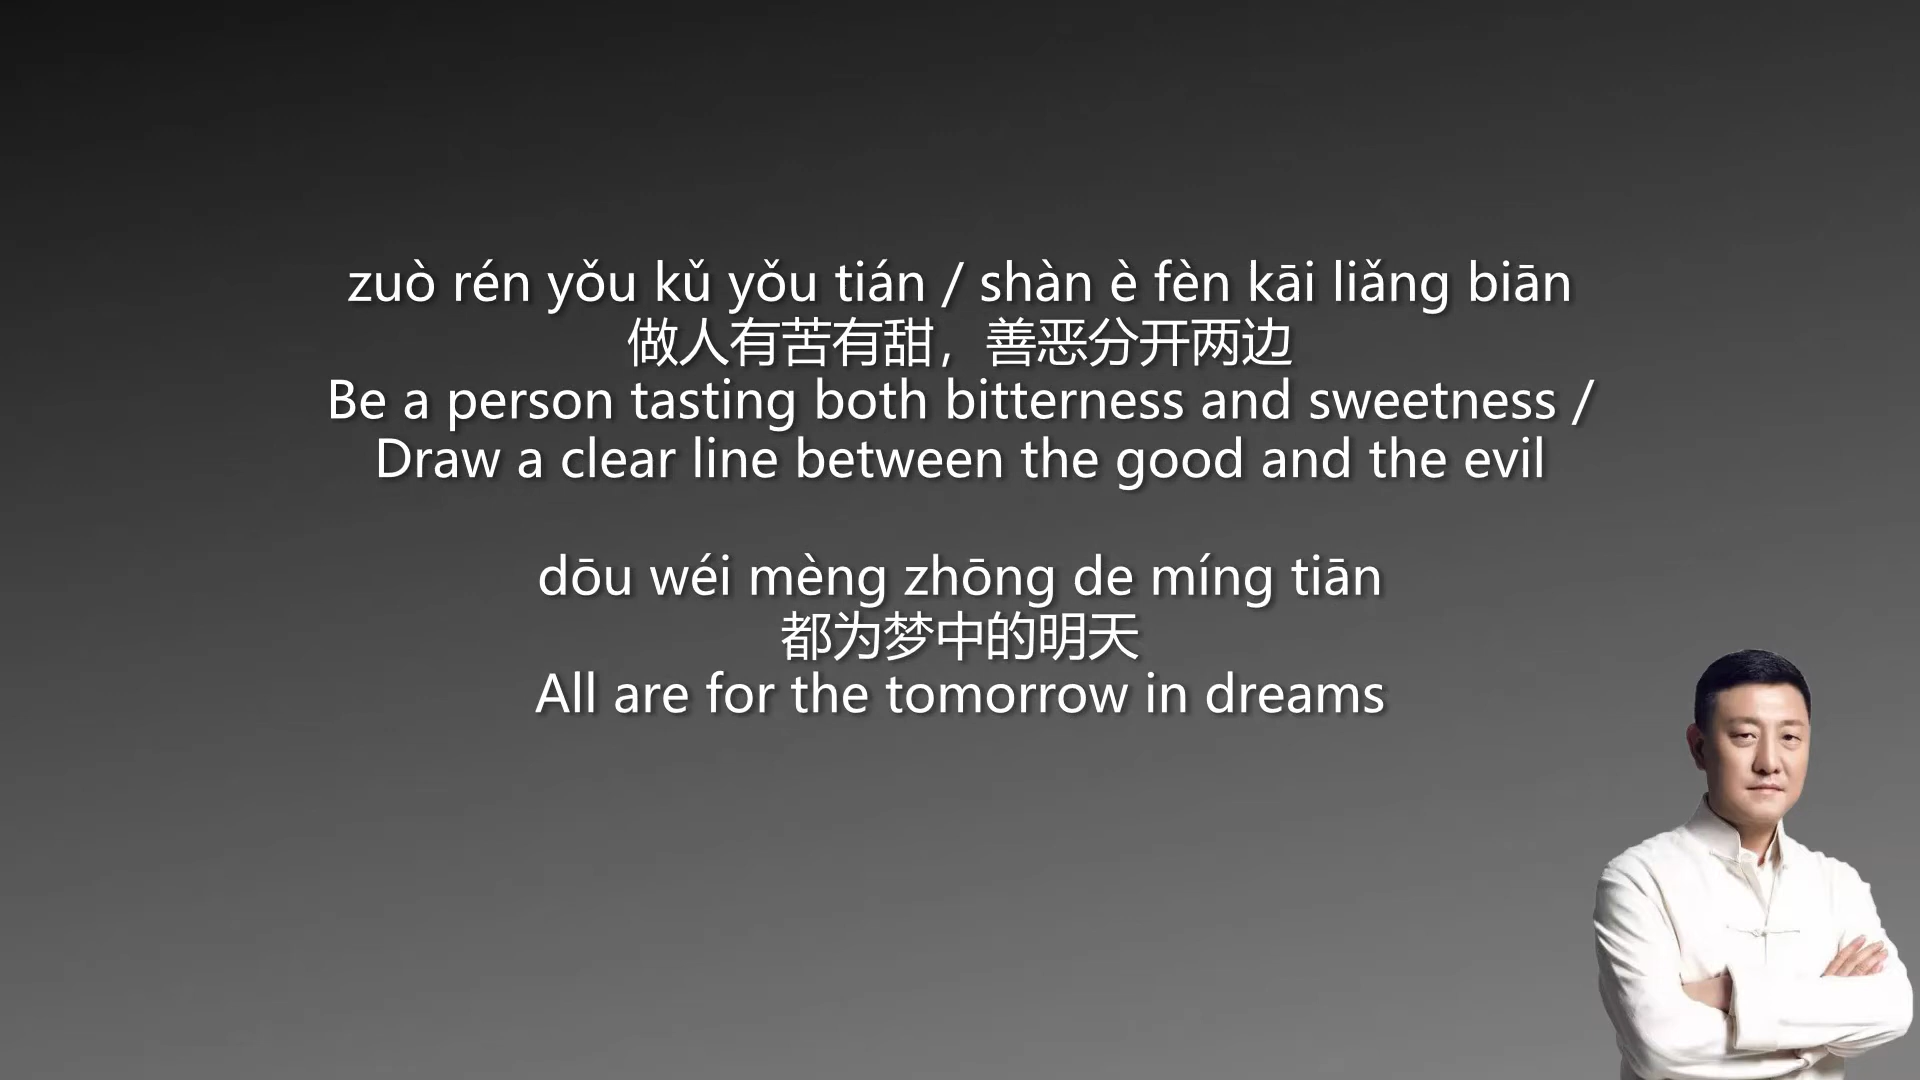 zuò rén yǒu kǔ yǒu tián / shàn è fèn kāi liǎng biān
做人有苦有甜，善恶分开两边
Be a person tasting both bitterness and sweetness /
Draw a clear line between the good and the evil
dōu wéi mèng zhōng de míng tiān
都为梦中的明天
All are for the tomorrow in dreams